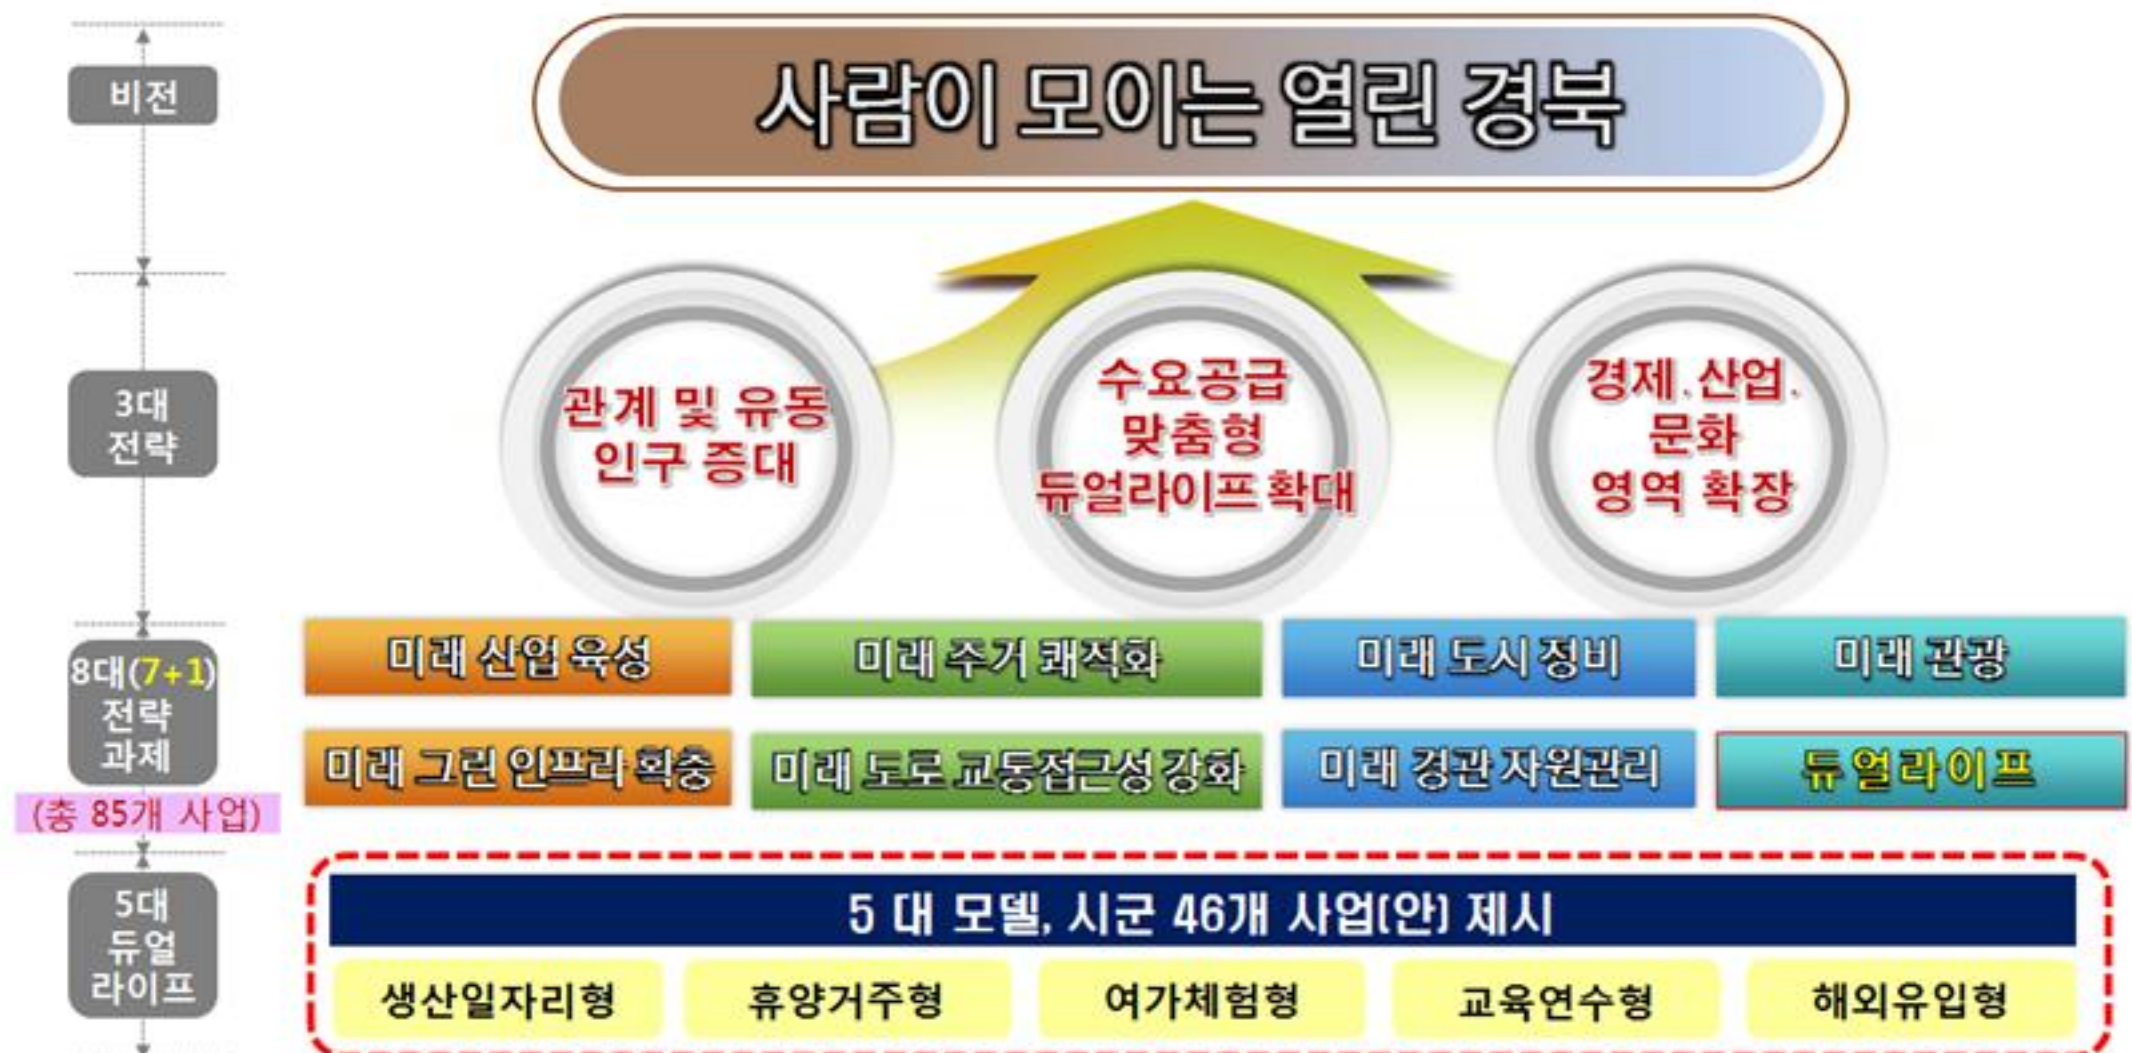 비전
사람이 모이는 열린 경북
3대
전략
관계 및 유동
인구 증대
수요공급
맞춤형
듀얼라이프 확대
경제.산업.
문화
영역 확장
8대(7+1)
전략
과제
(총 85개 사업)
미래 산업 육성
미래 주거 쾌적화
미래 도시 정비
미래 관광
미래 그린 인프라 확충
미래 도로 교통접근성 강화
미래 경관 자원관리
듀얼라이프
5대
듀얼
라이프
5 대 모델, 시군 46개 사업(안) 제시
생산일자리형
휴양거주형
여가체험형
교육연수형
해외유입형